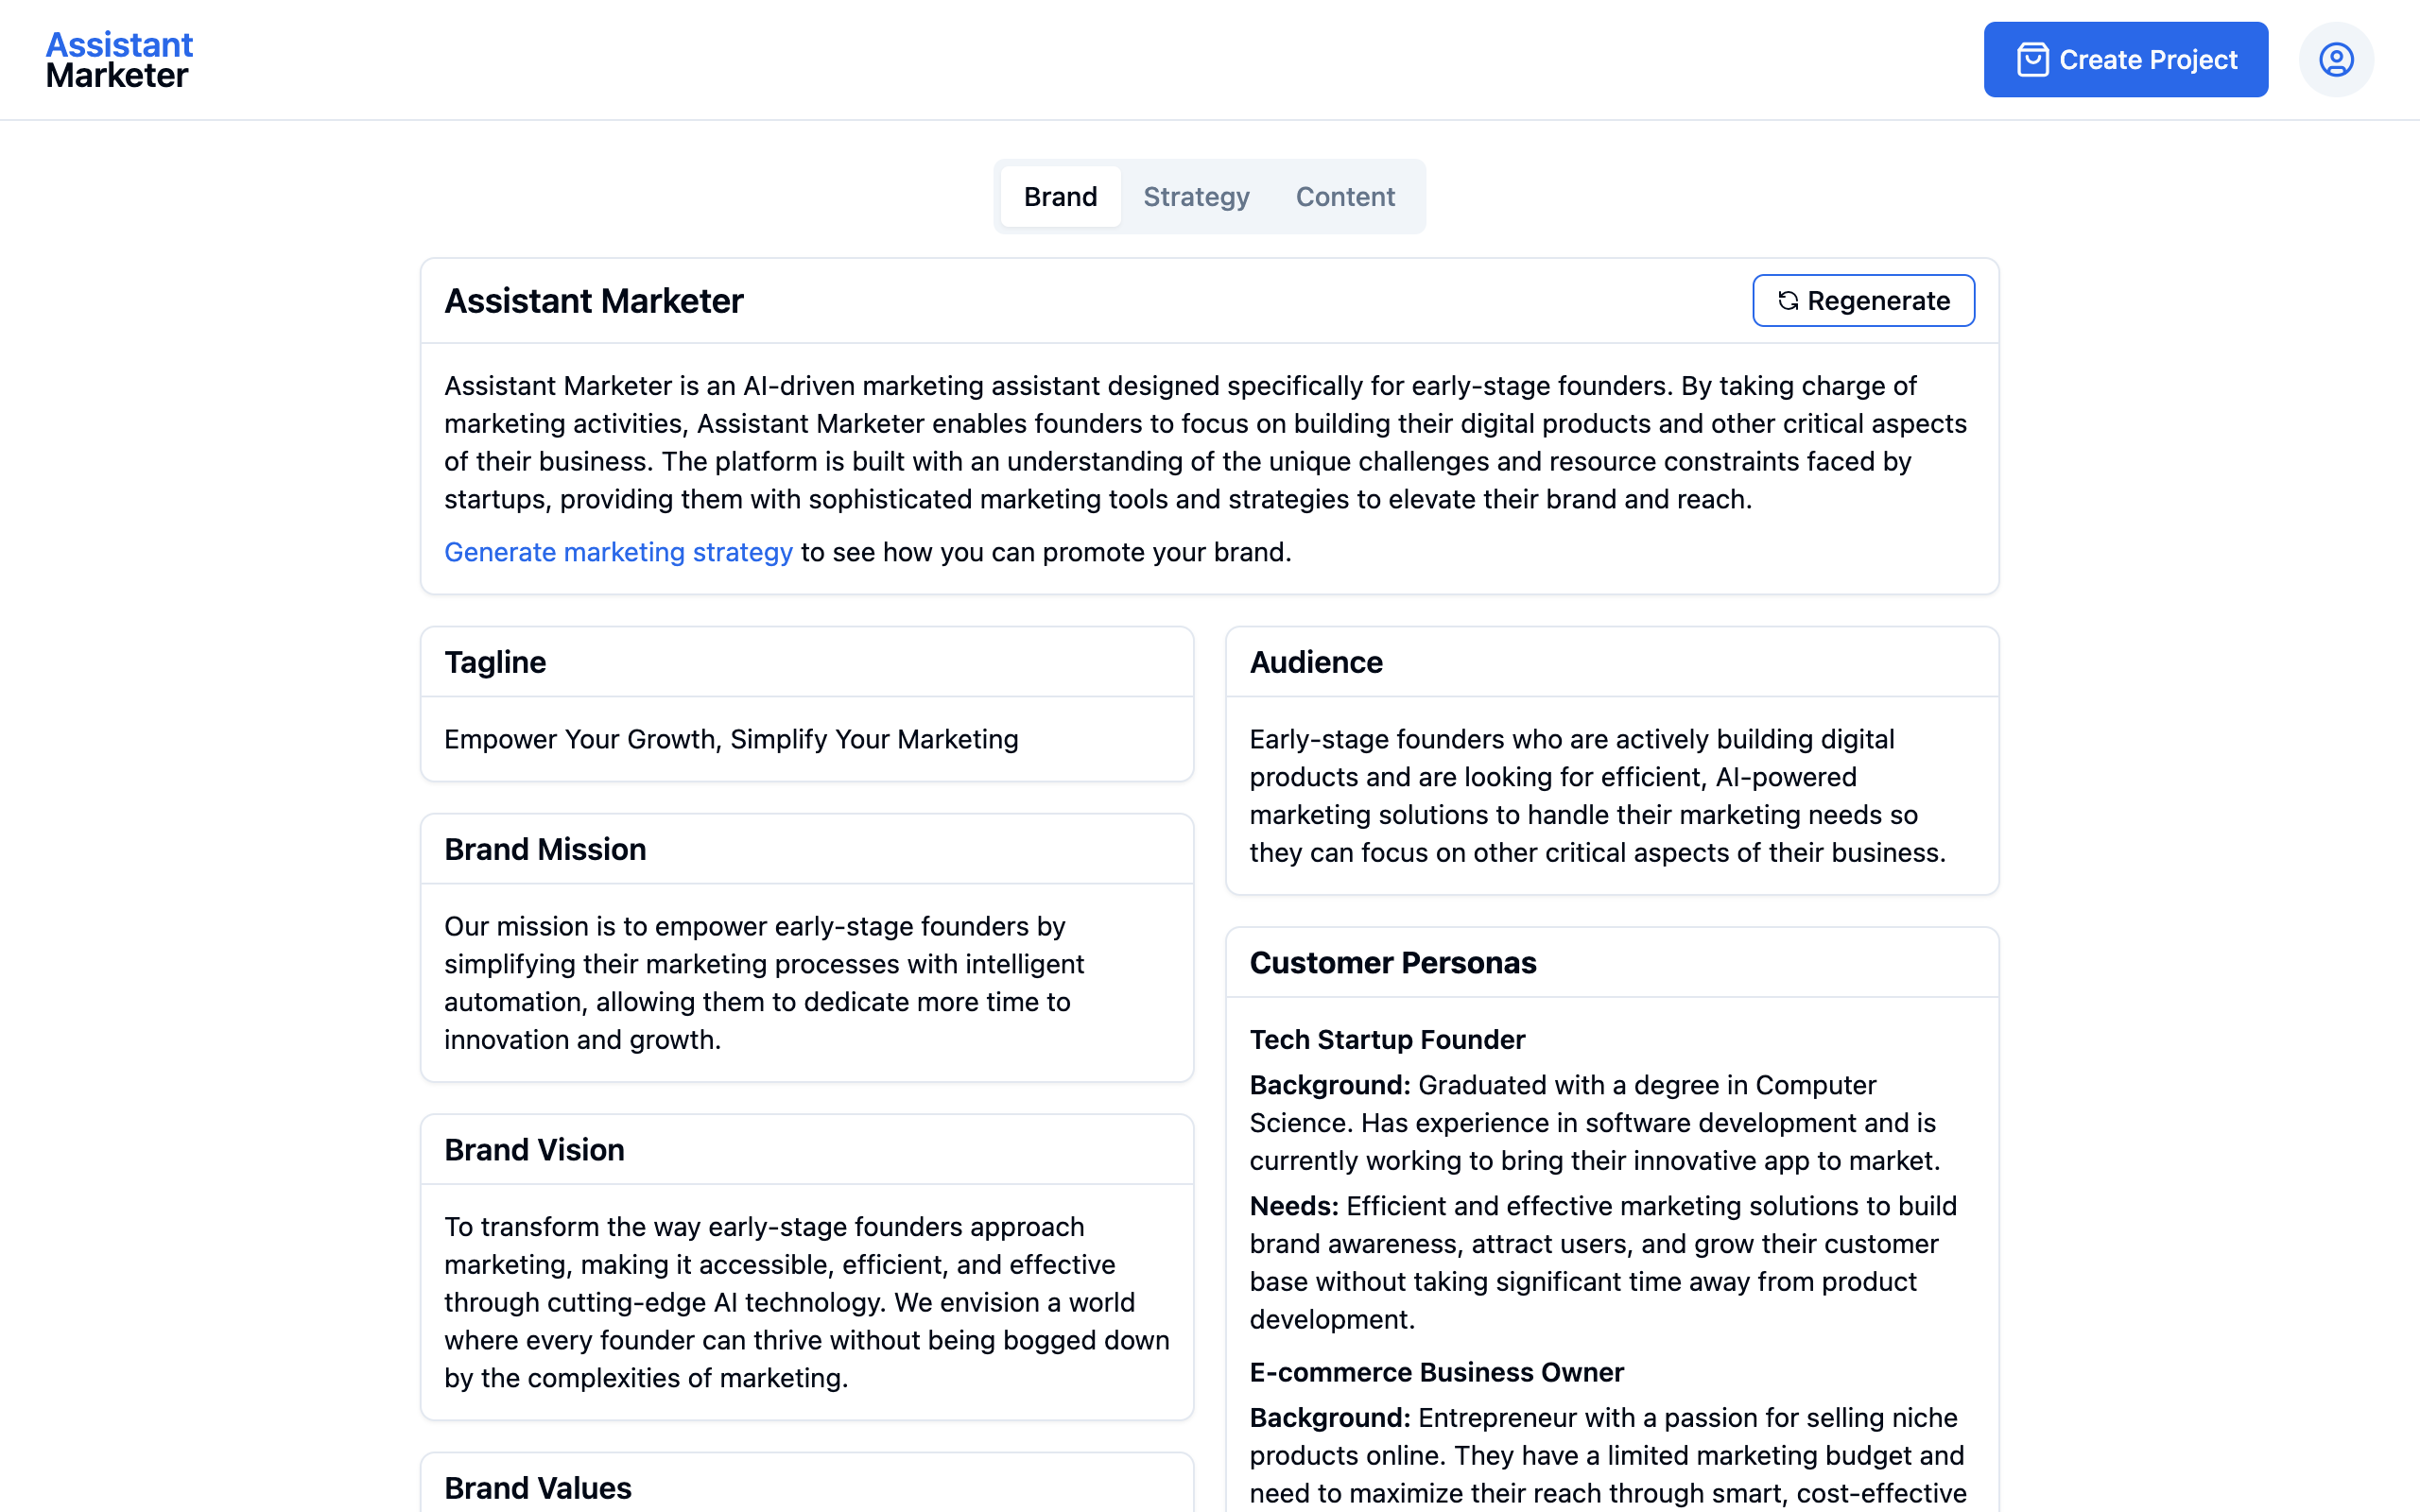 Assistant
Marketer
Create Project
Brand
Strategy
Content
Assistant Marketer
Regenerate
Assistant Marketer is an AI-driven marketing assistant designed specifically for early-stage founders. By taking charge of
marketing activities, Assistant Marketer enables founders to focus on building their digital products and other critical aspects
of their business. The platform is built with an understanding of the unique challenges and resource constraints faced by
startups, providing them with sophisticated marketing tools and strategies to elevate their brand and reach.
Generate marketing strategy to see how you can promote your brand.
Tagline
Empower Your Growth, Simplify Your Marketing
Brand Mission
Our mission is to empower early-stage founders by
simplifying their marketing processes with intelligent
automation, allowing them to dedicate more time to
innovation and growth.
Brand Vision
To transform the way early-stage founders approach
marketing, making it accessible, efficient, and effective
through cutting-edge AI technology. We envision a world
where every founder can thrive without being bogged down
by the complexities of marketing.
Brand Values
Audience
Early-stage founders who are actively building digital
products and are looking for efficient, AI-powered
marketing solutions to handle their marketing needs so
they can focus on other critical aspects of their business.
Customer Personas
Tech Startup Founder
Background: Graduated with a degree in Computer
Science. Has experience in software development and is
currently working to bring their innovative app to market.
Needs: Efficient and effective marketing solutions to build
brand awareness, attract users, and grow their customer
base without taking significant time away from product
development.
E-commerce Business Owner
Background: Entrepreneur with a passion for selling niche
products online. They have a limited marketing budget and
need to maximize their reach through smart, cost-effective